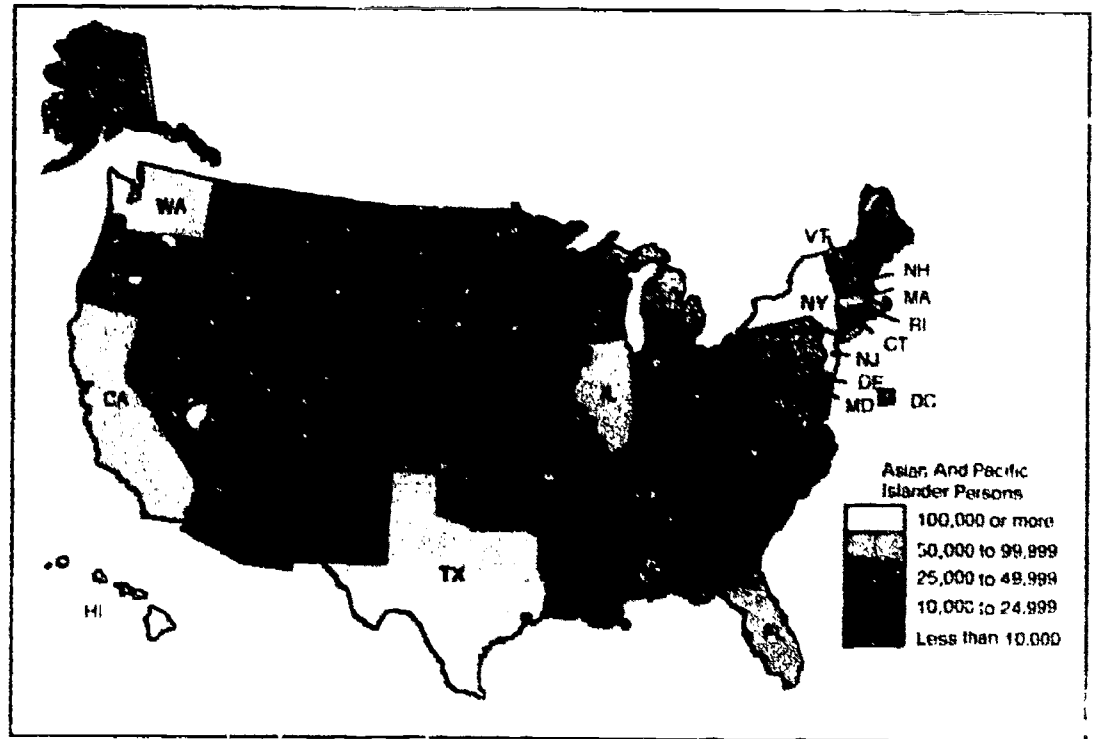 WA
VT
NH
NY
MA
RI
CT
NJ
DE
CA
IL
MD
DC
Asian And Pacific
Islander Persons
100,000 or more
50,000 to 99,999
25,000 to 49,999
10,000 to 24,999
Less than 10,000
TX
HI